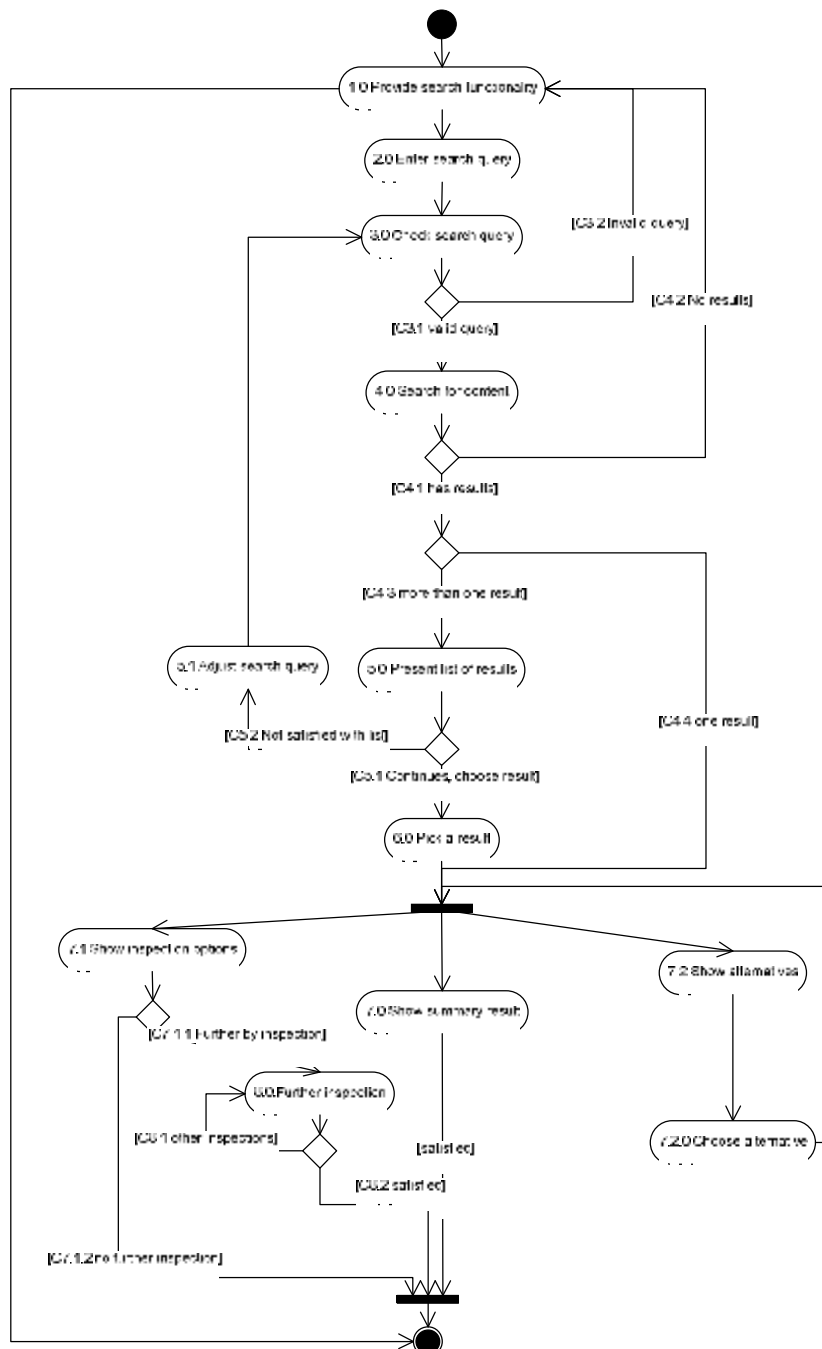 1.0 Provide search functionality
2.0 Enter search query
[C3.2 Invalid query]
3.0 Check search query
[C4.2 No results]
[C3.1 valid query]
4.0 Search for content
[C4.1 has results]
[C4.3 more than one result]
5.1 Adjust search query
5.0 Present list of results
[C4.4 one result]
[C5.2 Not satisfied with list]
[C5.1 Continues, choose result]
6.0 Pick a result
7.1 Show inspection options
7.2 Show alternatives
7.0 Show summary result
[C7.1.1 Further by inspection]
8.0 Further inspection
[C8.1 other inspections]
7.2.0 Choose alternative
[satisfied]
[C8.2 satisfied]
[C7.1.2 no further inspection]